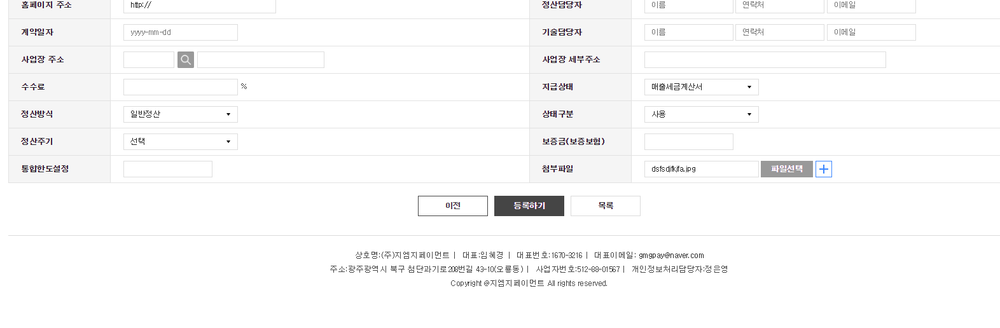 홈페이지 주소 http:// 정산담당자 이름 연락처 이메일
계약일자 yyyy-mm-dd 기술담당자 이름 연락처 이메일
사업장 주소 사업장 세부주소
수수료 % 지급상태 매출세금계산서
정산방식 일반정산 상태구분 사용
정산주기 선택 보증금(보증보험)
통합한도설정 첨부파일 dsfsdjfkjfa.jpg 파일선택
이전 등록하기 목록
상호명:(주)지엠지페이먼트 | 대표:임혜경 | 대표번호:1670-3216 | 대표이메일: gmgpay@naver.com
주소:광주광역시 북구 첨단과기로208번길 43-10(오룡동) | 사업자번호:512-88-01567 | 개인정보처리담당자:정은영
Copyright @지엠지페이먼트 All rights reserved.